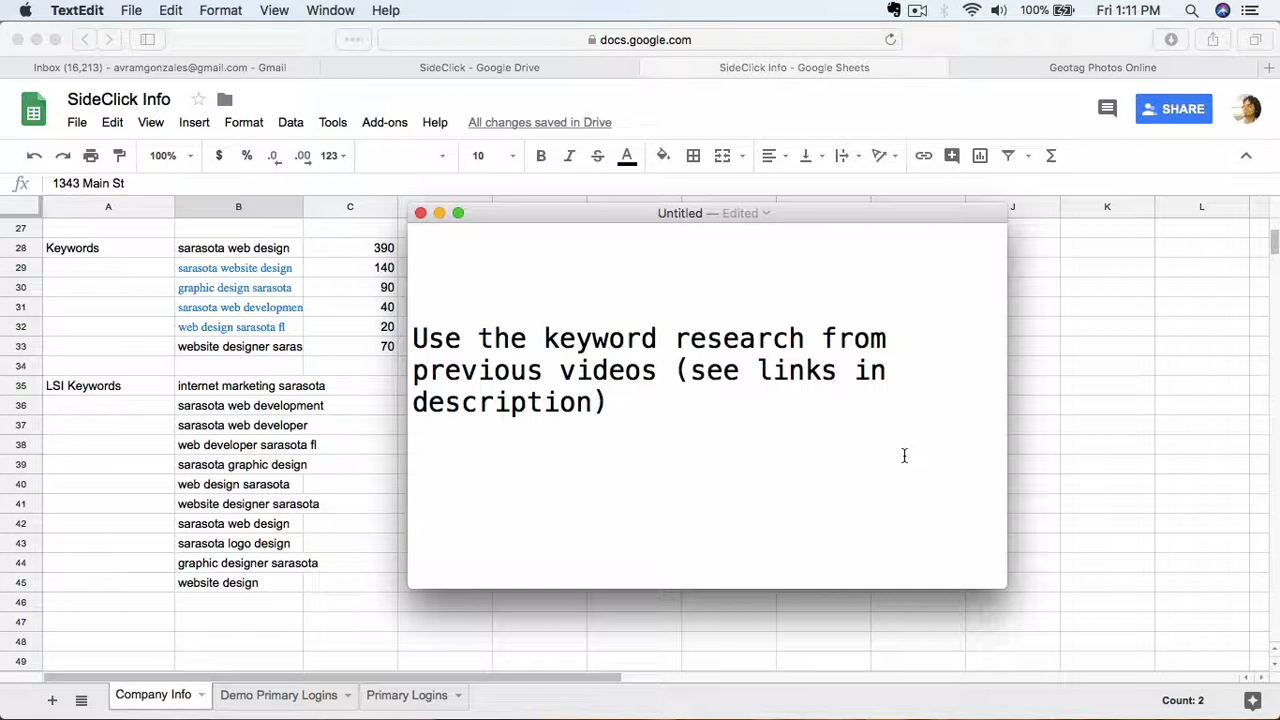 TextEdit File Edit Format View Window Help 100% Fri 1:11 PM
docs.google.com
Inbox (16,213) - avramgonzales@gmail.com - Gmail SideClick - Google Drive SideClick Info - Google Sheets Geotag Photos Online
SideClick Info
SHARE
File Edit View Insert Format Data Tools Add-ons Help All changes saved in Drive
100% $ % .0 .00 123 10 B I S A
fx 1343 Main St
A B C J K L
27
28 Keywords sarasota web design 390
29 sarasota website design 140
30 graphic design sarasota 90
31 sarasota web developmen 40
32 web design sarasota fl 20
33 website designer saras 70
34
35 LSI Keywords internet marketing sarasota
36 sarasota web development
37 sarasota web developer
38 web developer sarasota fl
39 sarasota graphic design
40 web design sarasota
41 website designer sarasota
42 sarasota web design
43 sarasota logo design
44 graphic designer sarasota
45 website design
46
47
48
49
Untitled — Edited
Use the keyword research from
previous videos (see links in
description)
Company Info Demo Primary Logins Primary Logins Count: 2